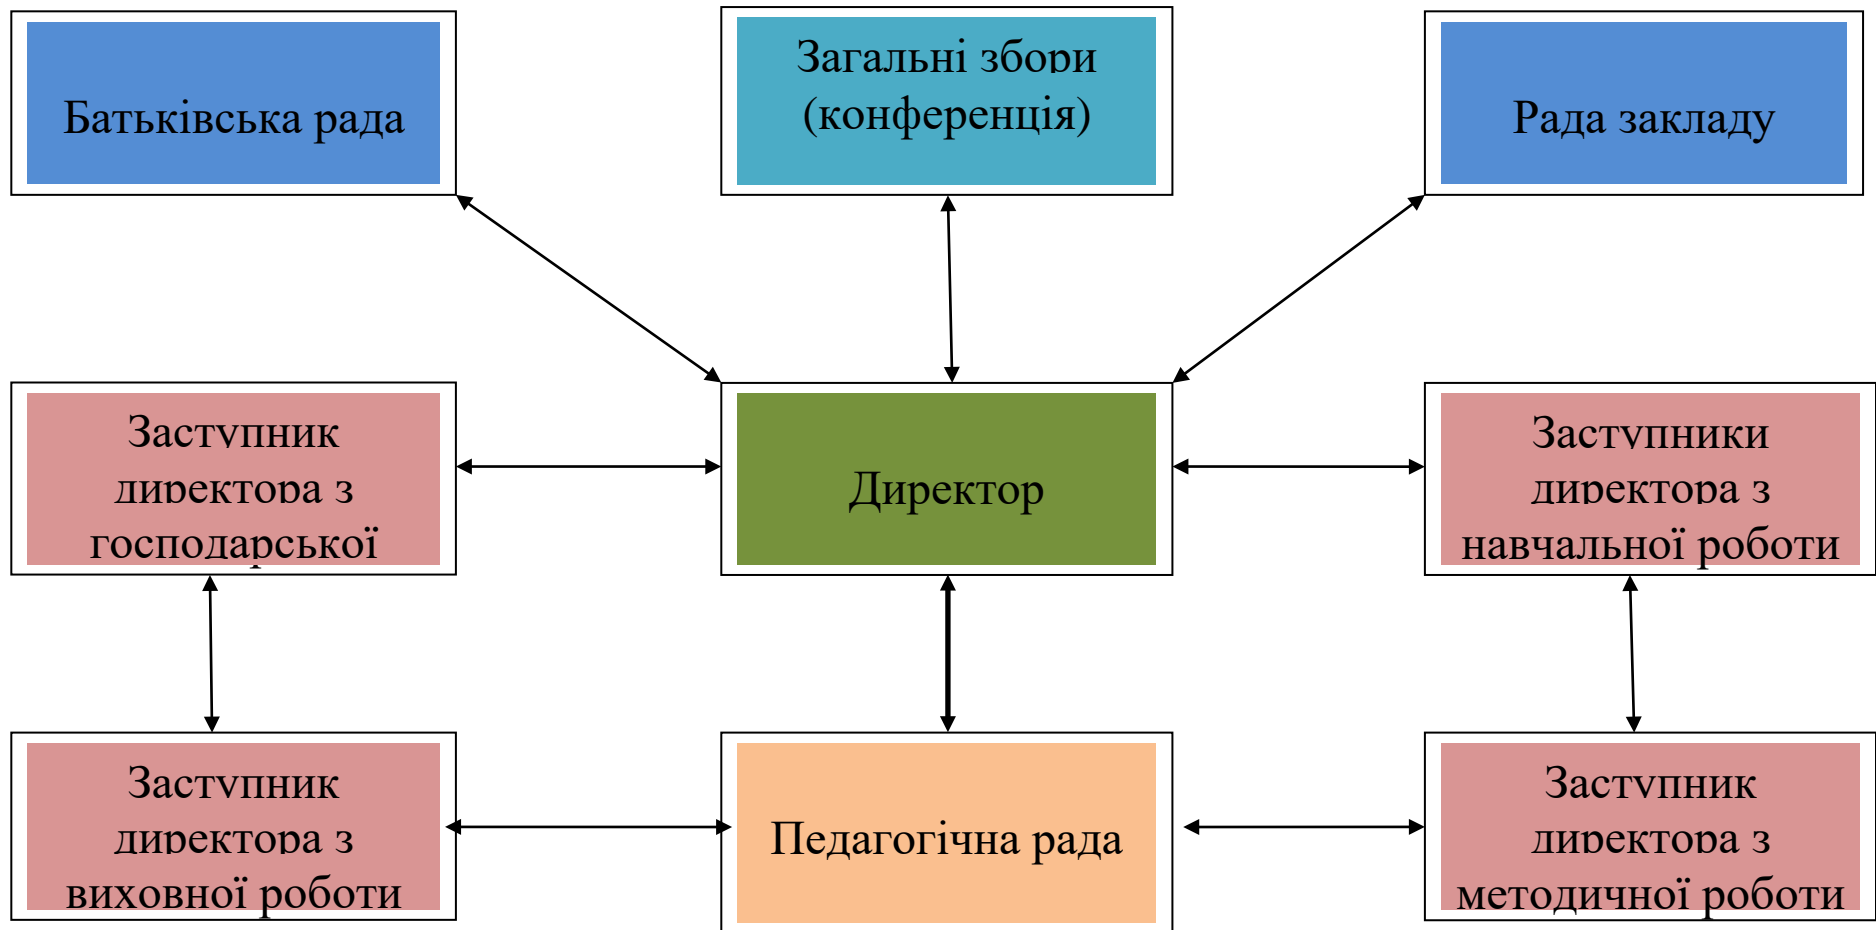 Батьківська рада
Загальні збори
(конференція)
Рада закладу
Заступник
директора з
господарської
Директор
Заступники
директора з
навчальної роботи
Заступник
директора з
виховної роботи
Педагогічна рада
Заступник
директора з
методичної роботи